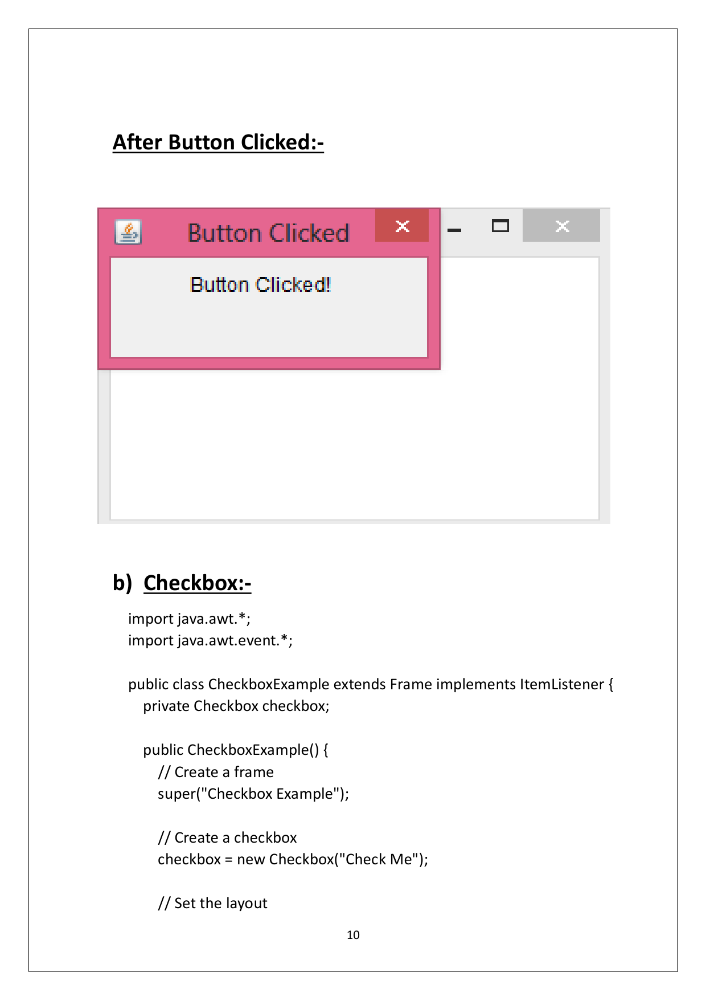 After Button Clicked:-
Button Clicked
Button Clicked!
b) Checkbox:-
import java.awt.*;
import java.awt.event.*;
public class CheckboxExample extends Frame implements ItemListener {
private Checkbox checkbox;
public CheckboxExample() {
// Create a frame
super("Checkbox Example");
// Create a checkbox
checkbox = new Checkbox("Check Me");
// Set the layout
10